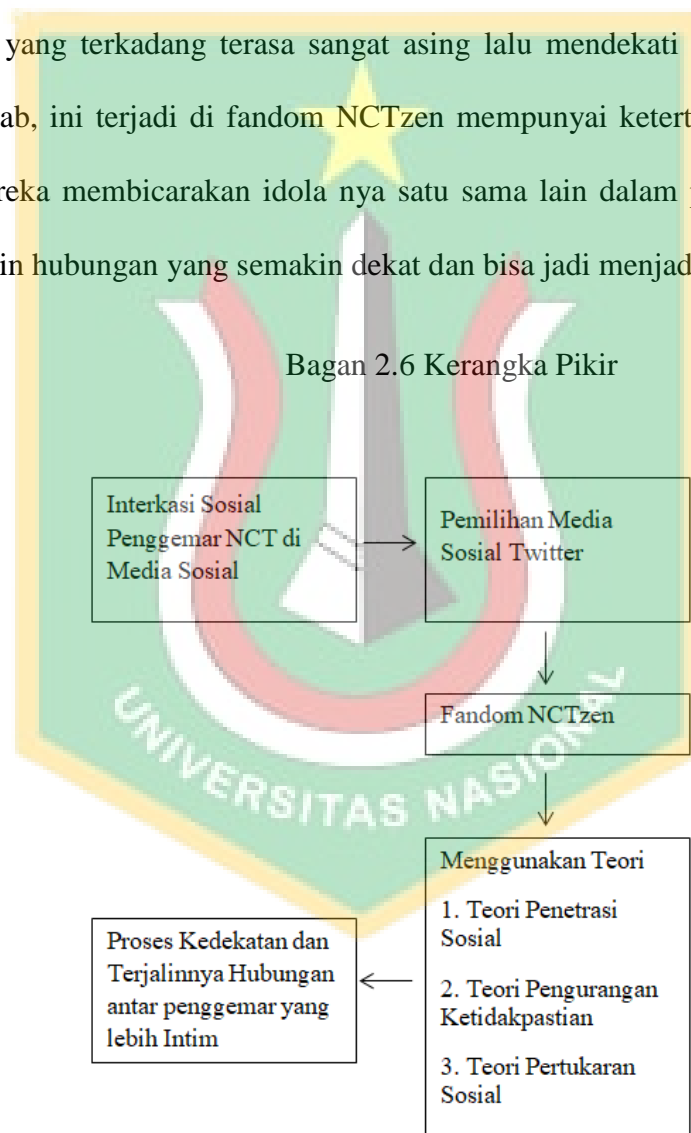 yang terkadang terasa sangat asing lalu mendekati
ab, ini terjadi di fandom NCTzen mempunyai ketert
reka membicarakan idola nya satu sama lain dalam
in hubungan yang semakin dekat dan bisa jadi menjad
Bagan 2.6 Kerangka Pikir
Interkasi Sosial
Penggemar NCT di
Media Sosial
Pemilihan Media
Sosial Twitter
Fandom NCTzen
UNIVERSITAS NASIONAL
Menggunakan Teori
1. Teori Penetrasi
Sosial
2. Teori Pengurangan
Ketidakpastian
3. Teori Pertukaran
Sosial
Proses Kedekatan dan
Terjalinnya Hubungan
antar penggemar yang
lebih Intim